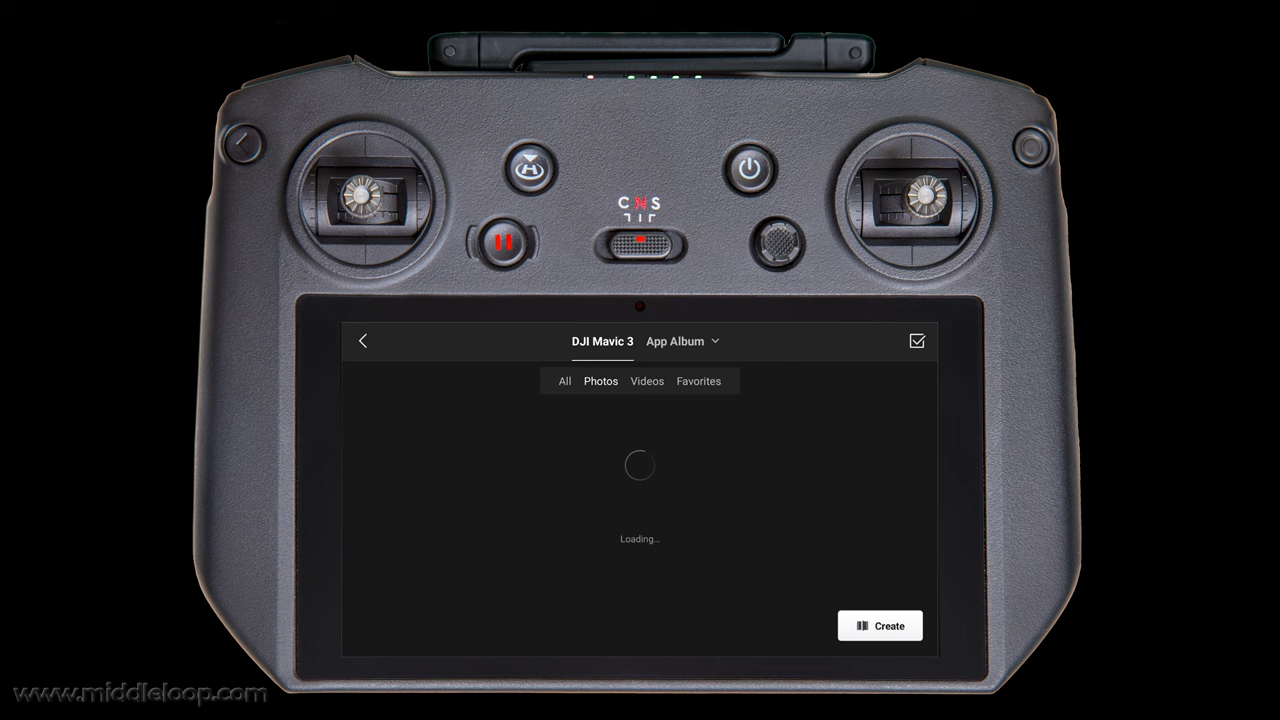 H
C N S
DJI Mavic 3 App Album
All Photos Videos Favorites
Loading...
Create
www.middleloop.com